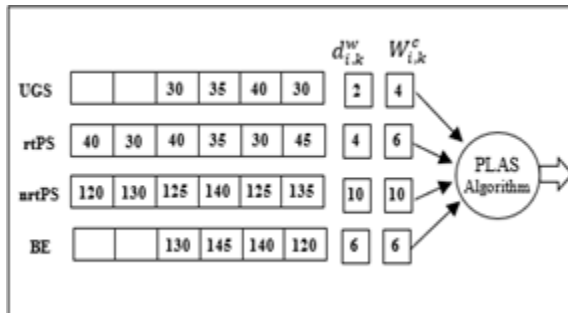 d^w_{i,k} W^c_{i,k}
UGS 30 35 40 30 2 4
rtPS 40 30 40 35 30 45 4 6
nrtPS 120 130 125 140 125 135 10 10
BE 130 145 140 120 6 6
PLAS
Algorithm